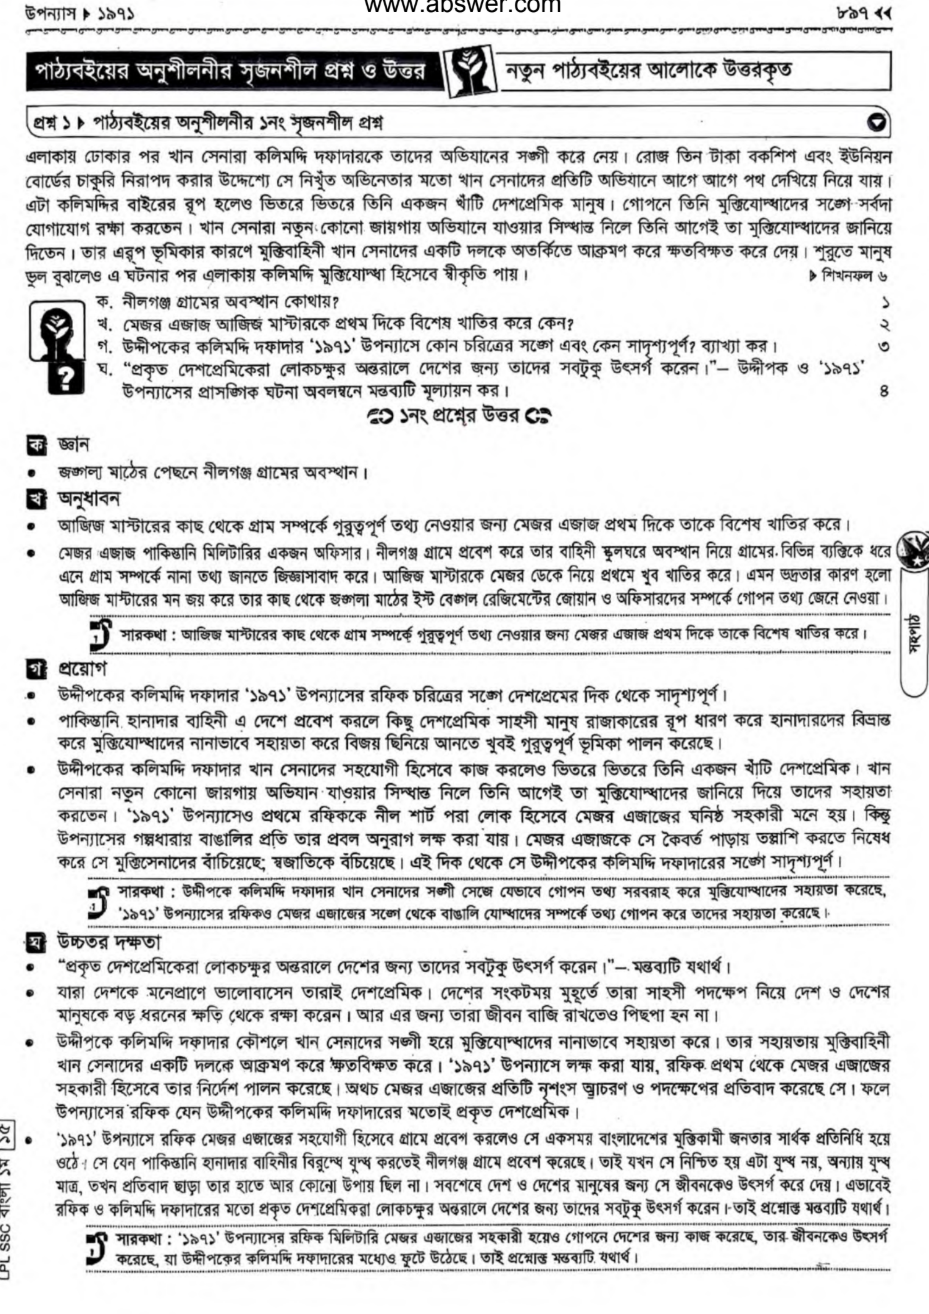 www.abswer.com
উপন্যাস ▶ ১৯৭১
৮৯৭ ◀◀
পাঠ্যবইয়ের অনুশীলনীর সৃজনশীল প্রশ্ন ও উত্তর
নতুন পাঠ্যবইয়ের আলোকে উত্তরকৃত
প্রশ্ন ১ ▶ পাঠ্যবইয়ের অনুশীলনীর ১নং সৃজনশীল প্রশ্ন
এলাকায় ঢোকার পর খান সেনারা কলিমদ্দি দফাদারকে তাদের অভিযানের সঙ্গী করে নেয়। রোজ তিন টাকা বকশিশ এবং ইউনিয়ন
বোর্ডের চাকুরি নিরাপদ করার উদ্দেশ্যে সে নিখুঁত অভিনেতার মতো খান সেনাদের প্রতিটি অভিযানে আগে আগে পথ দেখিয়ে নিয়ে যায়।
এটা কলিমদ্দির বাইরের রূপ হলেও ভিতরে ভিতরে তিনি একজন খাঁটি দেশপ্রেমিক মানুষ। গোপনে তিনি মুক্তিযোদ্ধাদের সঙ্গে সর্বদা
যোগাযোগ রক্ষা করতেন। খান সেনারা নতুন কোনো জায়গায় অভিযানে যাওয়ার সিদ্ধান্ত নিলে তিনি আগেই তা মুক্তিযোদ্ধাদের জানিয়ে
দিতেন। তার এরূপ ভূমিকার কারণে মুক্তিবাহিনী খান সেনাদের একটি দলকে অতর্কিতে আক্রমণ করে ক্ষতবিক্ষত করে দেয়। শুরুতে মানুষ
ভুল বুঝলেও এ ঘটনার পর এলাকায় কলিমদ্দি মুক্তিযোদ্ধা হিসেবে স্বীকৃতি পায়।
▶ শিখনফল ৬
ক. নীলগঞ্জ গ্রামের অবস্থান কোথায়? ১
খ. মেজর এজাজ আজিজ মাস্টারকে প্রথম দিকে বিশেষ খাতির করে কেন? ২
গ. উদ্দীপকের কলিমদ্দি দফাদার '১৯৭১' উপন্যাসে কোন চরিত্রের সঙ্গে এবং কেন সাদৃশ্যপূর্ণ? ব্যাখ্যা কর। ৩
ঘ. "প্রকৃত দেশপ্রেমিকেরা লোকচক্ষুর অন্তরালে দেশের জন্য তাদের সবটুকু উৎসর্গ করেন।"— উদ্দীপক ও '১৯৭১'
উপন্যাসের প্রাসঙ্গিক ঘটনা অবলম্বনে মন্তব্যটি মূল্যায়ন কর। ৪
১নং প্রশ্নের উত্তর
ক জ্ঞান
● জঙ্গলা মাঠের পেছনে নীলগঞ্জ গ্রামের অবস্থান।
খ অনুধাবন
● আজিজ মাস্টারের কাছ থেকে গ্রাম সম্পর্কে গুরুত্বপূর্ণ তথ্য নেওয়ার জন্য মেজর এজাজ প্রথম দিকে তাকে বিশেষ খাতির করে।
● মেজর এজাজ পাকিস্তানি মিলিটারির একজন অফিসার। নীলগঞ্জ গ্রামে প্রবেশ করে তার বাহিনী স্কুলঘরে অবস্থান নিয়ে গ্রামের বিভিন্ন ব্যক্তিকে ধরে
এনে গ্রাম সম্পর্কে নানা তথ্য জানতে জিজ্ঞাসাবাদ করে। আজিজ মাস্টারকে মেজর ডেকে নিয়ে প্রথমে খুব খাতির করে। এমন ভদ্রতার কারণ হলো
আজিজ মাস্টারের মন জয় করে তার কাছ থেকে জঙ্গলা মাঠের ইস্ট বেঙ্গল রেজিমেন্টের জোয়ান ও অফিসারদের সম্পর্কে গোপন তথ্য জেনে নেওয়া।
সারকথা : আজিজ মাস্টারের কাছ থেকে গ্রাম সম্পর্কে গুরুত্বপূর্ণ তথ্য নেওয়ার জন্য মেজর এজাজ প্রথম দিকে তাকে বিশেষ খাতির করে।
সহপাঠ
গ প্রয়োগ
● উদ্দীপকের কলিমদ্দি দফাদার '১৯৭১' উপন্যাসের রফিক চরিত্রের সঙ্গে দেশপ্রেমের দিক থেকে সাদৃশ্যপূর্ণ।
● পাকিস্তানি হানাদার বাহিনী এ দেশে প্রবেশ করলে কিছু দেশপ্রেমিক সাহসী মানুষ রাজাকারের রূপ ধারণ করে হানাদারদের বিভ্রান্ত
করে মুক্তিযোদ্ধাদের নানাভাবে সহায়তা করে বিজয় ছিনিয়ে আনতে খুবই গুরুত্বপূর্ণ ভূমিকা পালন করেছে।
● উদ্দীপকের কলিমদ্দি দফাদার খান সেনাদের সহযোগী হিসেবে কাজ করলেও ভিতরে ভিতরে তিনি একজন খাঁটি দেশপ্রেমিক। খান
সেনারা নতুন কোনো জায়গায় অভিযান যাওয়ার সিদ্ধান্ত নিলে তিনি আগেই তা মুক্তিযোদ্ধাদের জানিয়ে দিয়ে তাদের সহায়তা
করতেন। '১৯৭১' উপন্যাসেও প্রথমে রফিককে নীল শার্ট পরা লোক হিসেবে মেজর এজাজের ঘনিষ্ঠ সহকারী মনে হয়। কিন্তু
উপন্যাসের গল্পধারায় বাঙালির প্রতি তার প্রবল অনুরাগ লক্ষ করা যায়। মেজর এজাজকে সে কৈবর্ত পাড়ায় তল্লাশি করতে নিষেধ
করে সে মুক্তিসেনাদের বাঁচিয়েছে; স্বজাতিকে বঁচিয়েছে। এই দিক থেকে সে উদ্দীপকের কলিমদ্দি দফাদারের সঙ্গে সাদৃশ্যপূর্ণ।
সারকথা : উদ্দীপকে কলিমদ্দি দফাদার খান সেনাদের সঙ্গী সেজে যেভাবে গোপন তথ্য সরবরাহ করে মুক্তিযোদ্ধাদের সহায়তা করেছে,
'১৯৭১' উপন্যাসের রফিকও মেজর এজাজের সঙ্গে থেকে বাঙালি যোদ্ধাদের সম্পর্কে তথ্য গোপন করে তাদের সহায়তা করেছে।
ঘ উচ্চতর দক্ষতা
● "প্রকৃত দেশপ্রেমিকেরা লোকচক্ষুর অন্তরালে দেশের জন্য তাদের সবটুকু উৎসর্গ করেন।"— মন্তব্যটি যথার্থ।
● যারা দেশকে মনেপ্রাণে ভালোবাসেন তারাই দেশপ্রেমিক। দেশের সংকটময় মুহূর্তে তারা সাহসী পদক্ষেপ নিয়ে দেশ ও দেশের
মানুষকে বড় ধরনের ক্ষতি থেকে রক্ষা করেন। আর এর জন্য তারা জীবন বাজি রাখতেও পিছপা হন না।
● উদ্দীপকে কলিমদ্দি দফাদার কৌশলে খান সেনাদের সঙ্গী হয়ে মুক্তিযোদ্ধাদের নানাভাবে সহায়তা করে। তার সহায়তায় মুক্তিবাহিনী
খান সেনাদের একটি দলকে আক্রমণ করে ক্ষতবিক্ষত করে। '১৯৭১' উপন্যাসে লক্ষ করা যায়, রফিক প্রথম থেকে মেজর এজাজের
সহকারী হিসেবে তার নির্দেশ পালন করেছে। অথচ মেজর এজাজের প্রতিটি নৃশংস আচরণ ও পদক্ষেপের প্রতিবাদ করেছে সে। ফলে
উপন্যাসের রফিক যেন উদ্দীপকের কলিমদ্দি দফাদারের মতোই প্রকৃত দেশপ্রেমিক।
● '১৯৭১' উপন্যাসে রফিক মেজর এজাজের সহযোগী হিসেবে গ্রামে প্রবেশ করলেও সে একসময় বাংলাদেশের মুক্তিকামী জনতার সার্থক প্রতিনিধি হয়ে
ওঠে। সে যেন পাকিস্তানি হানাদার বাহিনীর বিরুদ্ধে যুদ্ধ করতেই নীলগঞ্জ গ্রামে প্রবেশ করেছে। তাই যখন সে নিশ্চিত হয় এটা যুদ্ধ নয়, অন্যায় যুদ্ধ
মাত্র, তখন প্রতিবাদ ছাড়া তার হাতে আর কোনো উপায় ছিল না। সবশেষে দেশ ও দেশের মানুষের জন্য সে জীবনকেও উৎসর্গ করে দেয়। এভাবেই
রফিক ও কলিমদ্দি দফাদারের মতো প্রকৃত দেশপ্রেমিকরা লোকচক্ষুর অন্তরালে দেশের জন্য তাদের সবটুকু উৎসর্গ করেন। তাই প্রশ্নোক্ত মন্তব্যটি যথার্থ।
সারকথা : '১৯৭১' উপন্যাসের রফিক মিলিটারি মেজর এজাজের সহকারী হয়েও গোপনে দেশের জন্য কাজ করেছে, তার জীবনকেও উৎসর্গ
করেছে, যা উদ্দীপকের কলিমদ্দি দফাদারের মধ্যেও ফুটে উঠেছে। তাই প্রশ্নোক্ত মন্তব্যটি যথার্থ।
LPL SSC বাংলা ১ম ১৫